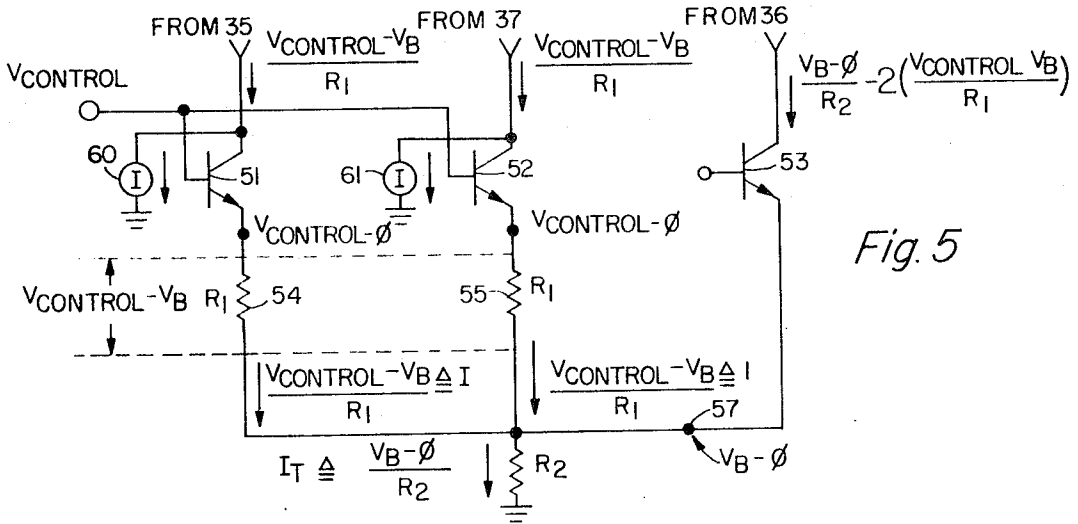 FROM 35
FROM 37
FROM 36
VCONTROL-VB
R1
VCONTROL-VB
R1
VB-Ø
R2
-2(VCONTROL VB)
R1
VCONTROL
60
I
51
61
I
52
53
VCONTROL-Ø
VCONTROL-Ø
Fig. 5
VCONTROL-VB
R1
54
55
R1
VCONTROL-VB ≜ I
R1
VCONTROL-VB ≜ I
R1
57
IT ≜ VB-Ø
R2
R2
VB-Ø